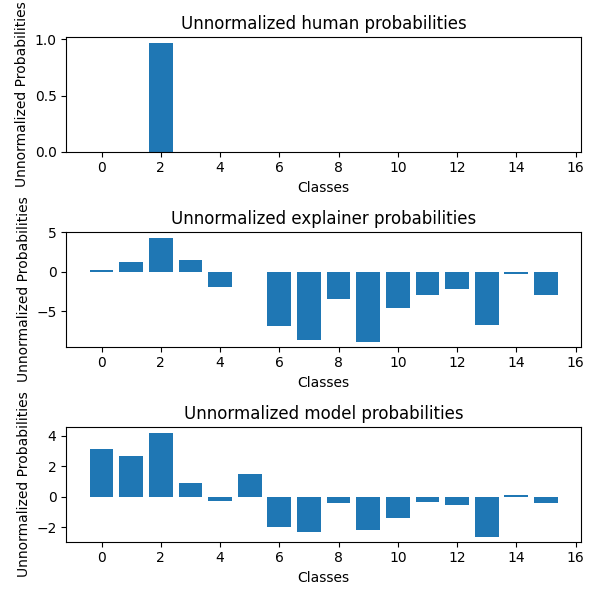 Unnormalized human probabilities
Unnormalized Probabilities
1.0
0.5
0.0
0 2 4 6 8 10 12 14 16
Classes
Unnormalized explainer probabilities
Unnormalized Probabilities
5
0
−5
0 2 4 6 8 10 12 14 16
Classes
Unnormalized model probabilities
Unnormalized Probabilities
4
2
0
−2
0 2 4 6 8 10 12 14 16
Classes